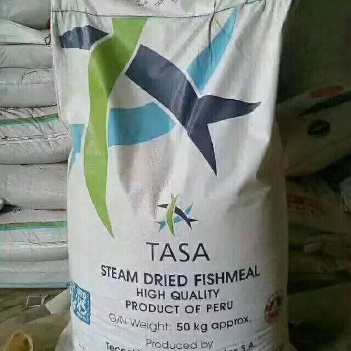 TASA
STEAM DRIED FISHMEAL
HIGH QUALITY
PRODUCT OF PERU
G/N Weight: 50 kg approx.
Produced by
S.A.